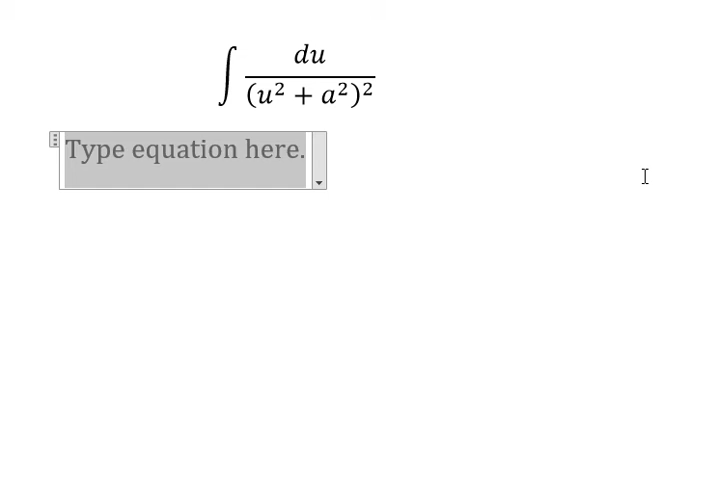 ∫ du / (u² + a²)²
Type equation here.